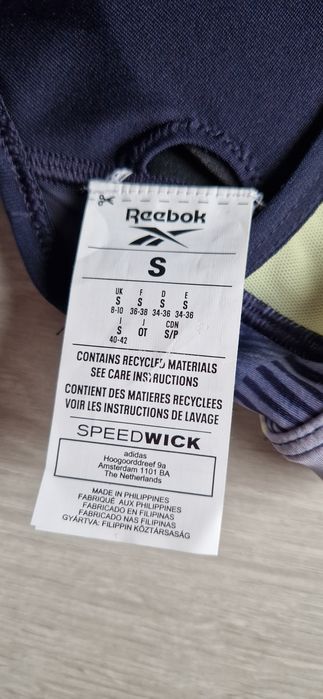 Reebok
S
UK F D E
S S S S
8-10 36-38 34-36 34-36
I J CDN
S OT S/P
40-42
CONTAINS RECYCLED MATERIALS
SEE CARE INSTRUCTIONS
CONTIENT DES MATIERES RECYCLEES
VOIR LES INSTRUCTIONS DE LAVAGE
SPEEDWICK
adidas
Hoogoorddreef 9a
Amsterdam 1101 BA
The Netherlands
MADE IN PHILIPPINES
FABRIQUÉ AUX PHILIPPINES
FABRICADO EN FILIPINAS
FABRICADO NAS FILIPINAS
GYÁRTVA: FILIPPIN KÖZTÁRSASÁG